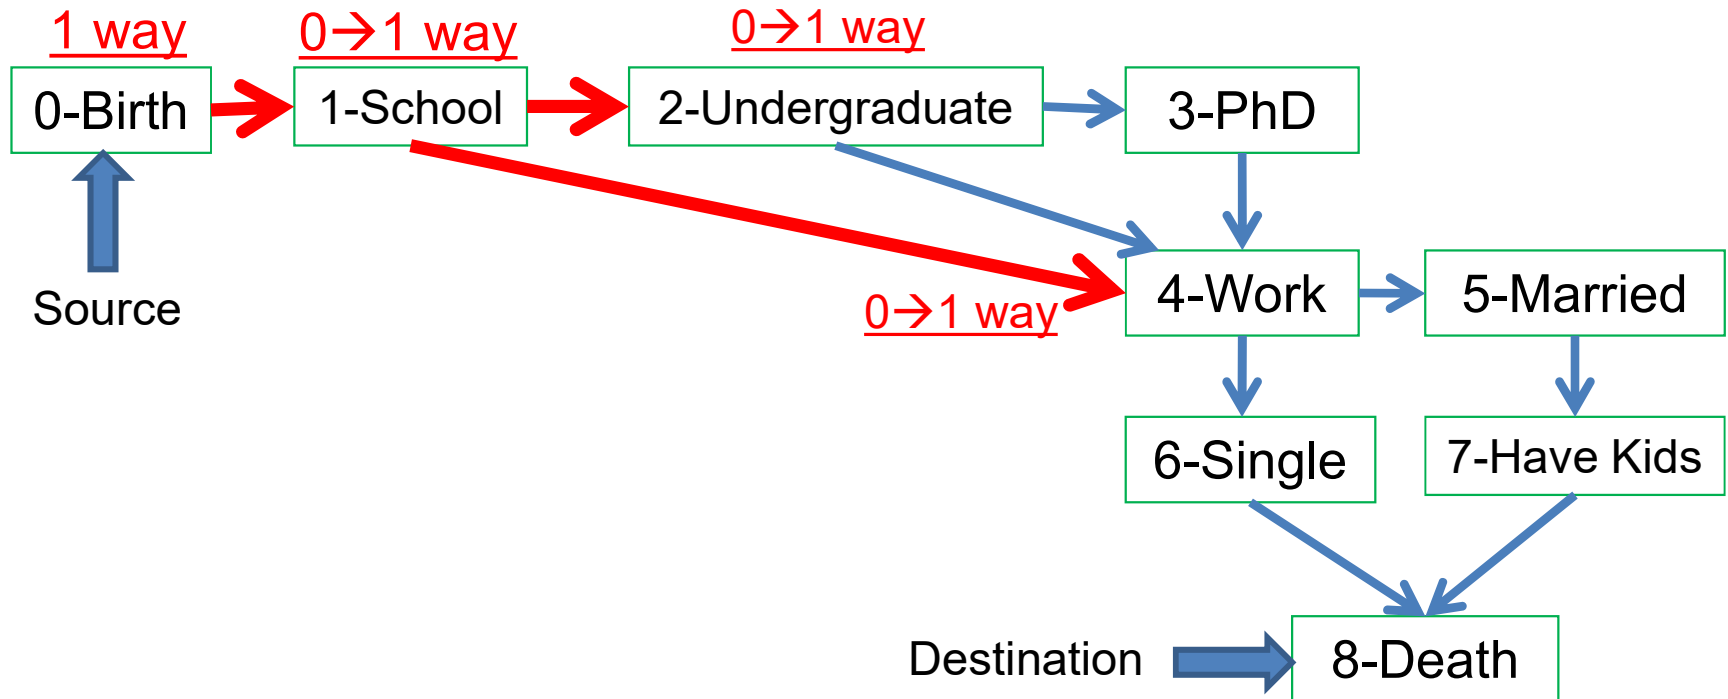 1 way
0→1 way
0→1 way
0-Birth
1-School
2-Undergraduate
3-PhD
Source
0→1 way
4-Work
5-Married
6-Single
7-Have Kids
Destination
8-Death